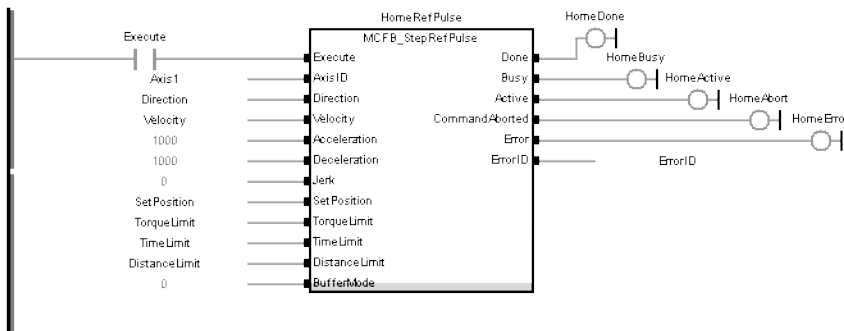 HomeRefPulse
HomeDone
Execute
MCFB_StepRefPulse
Execute
Done
HomeBusy
Axis1
AxisID
Busy
HomeActive
Direction
Direction
Active
HomeAbort
Velocity
Velocity
CommandAborted
HomeErro
1000
Acceleration
Error
1000
Deceleration
ErrorID
ErrorID
0
Jerk
SetPosition
SetPosition
TorqueLimit
TorqueLimit
TimeLimit
TimeLimit
DistanceLimit
DistanceLimit
0
BufferMode